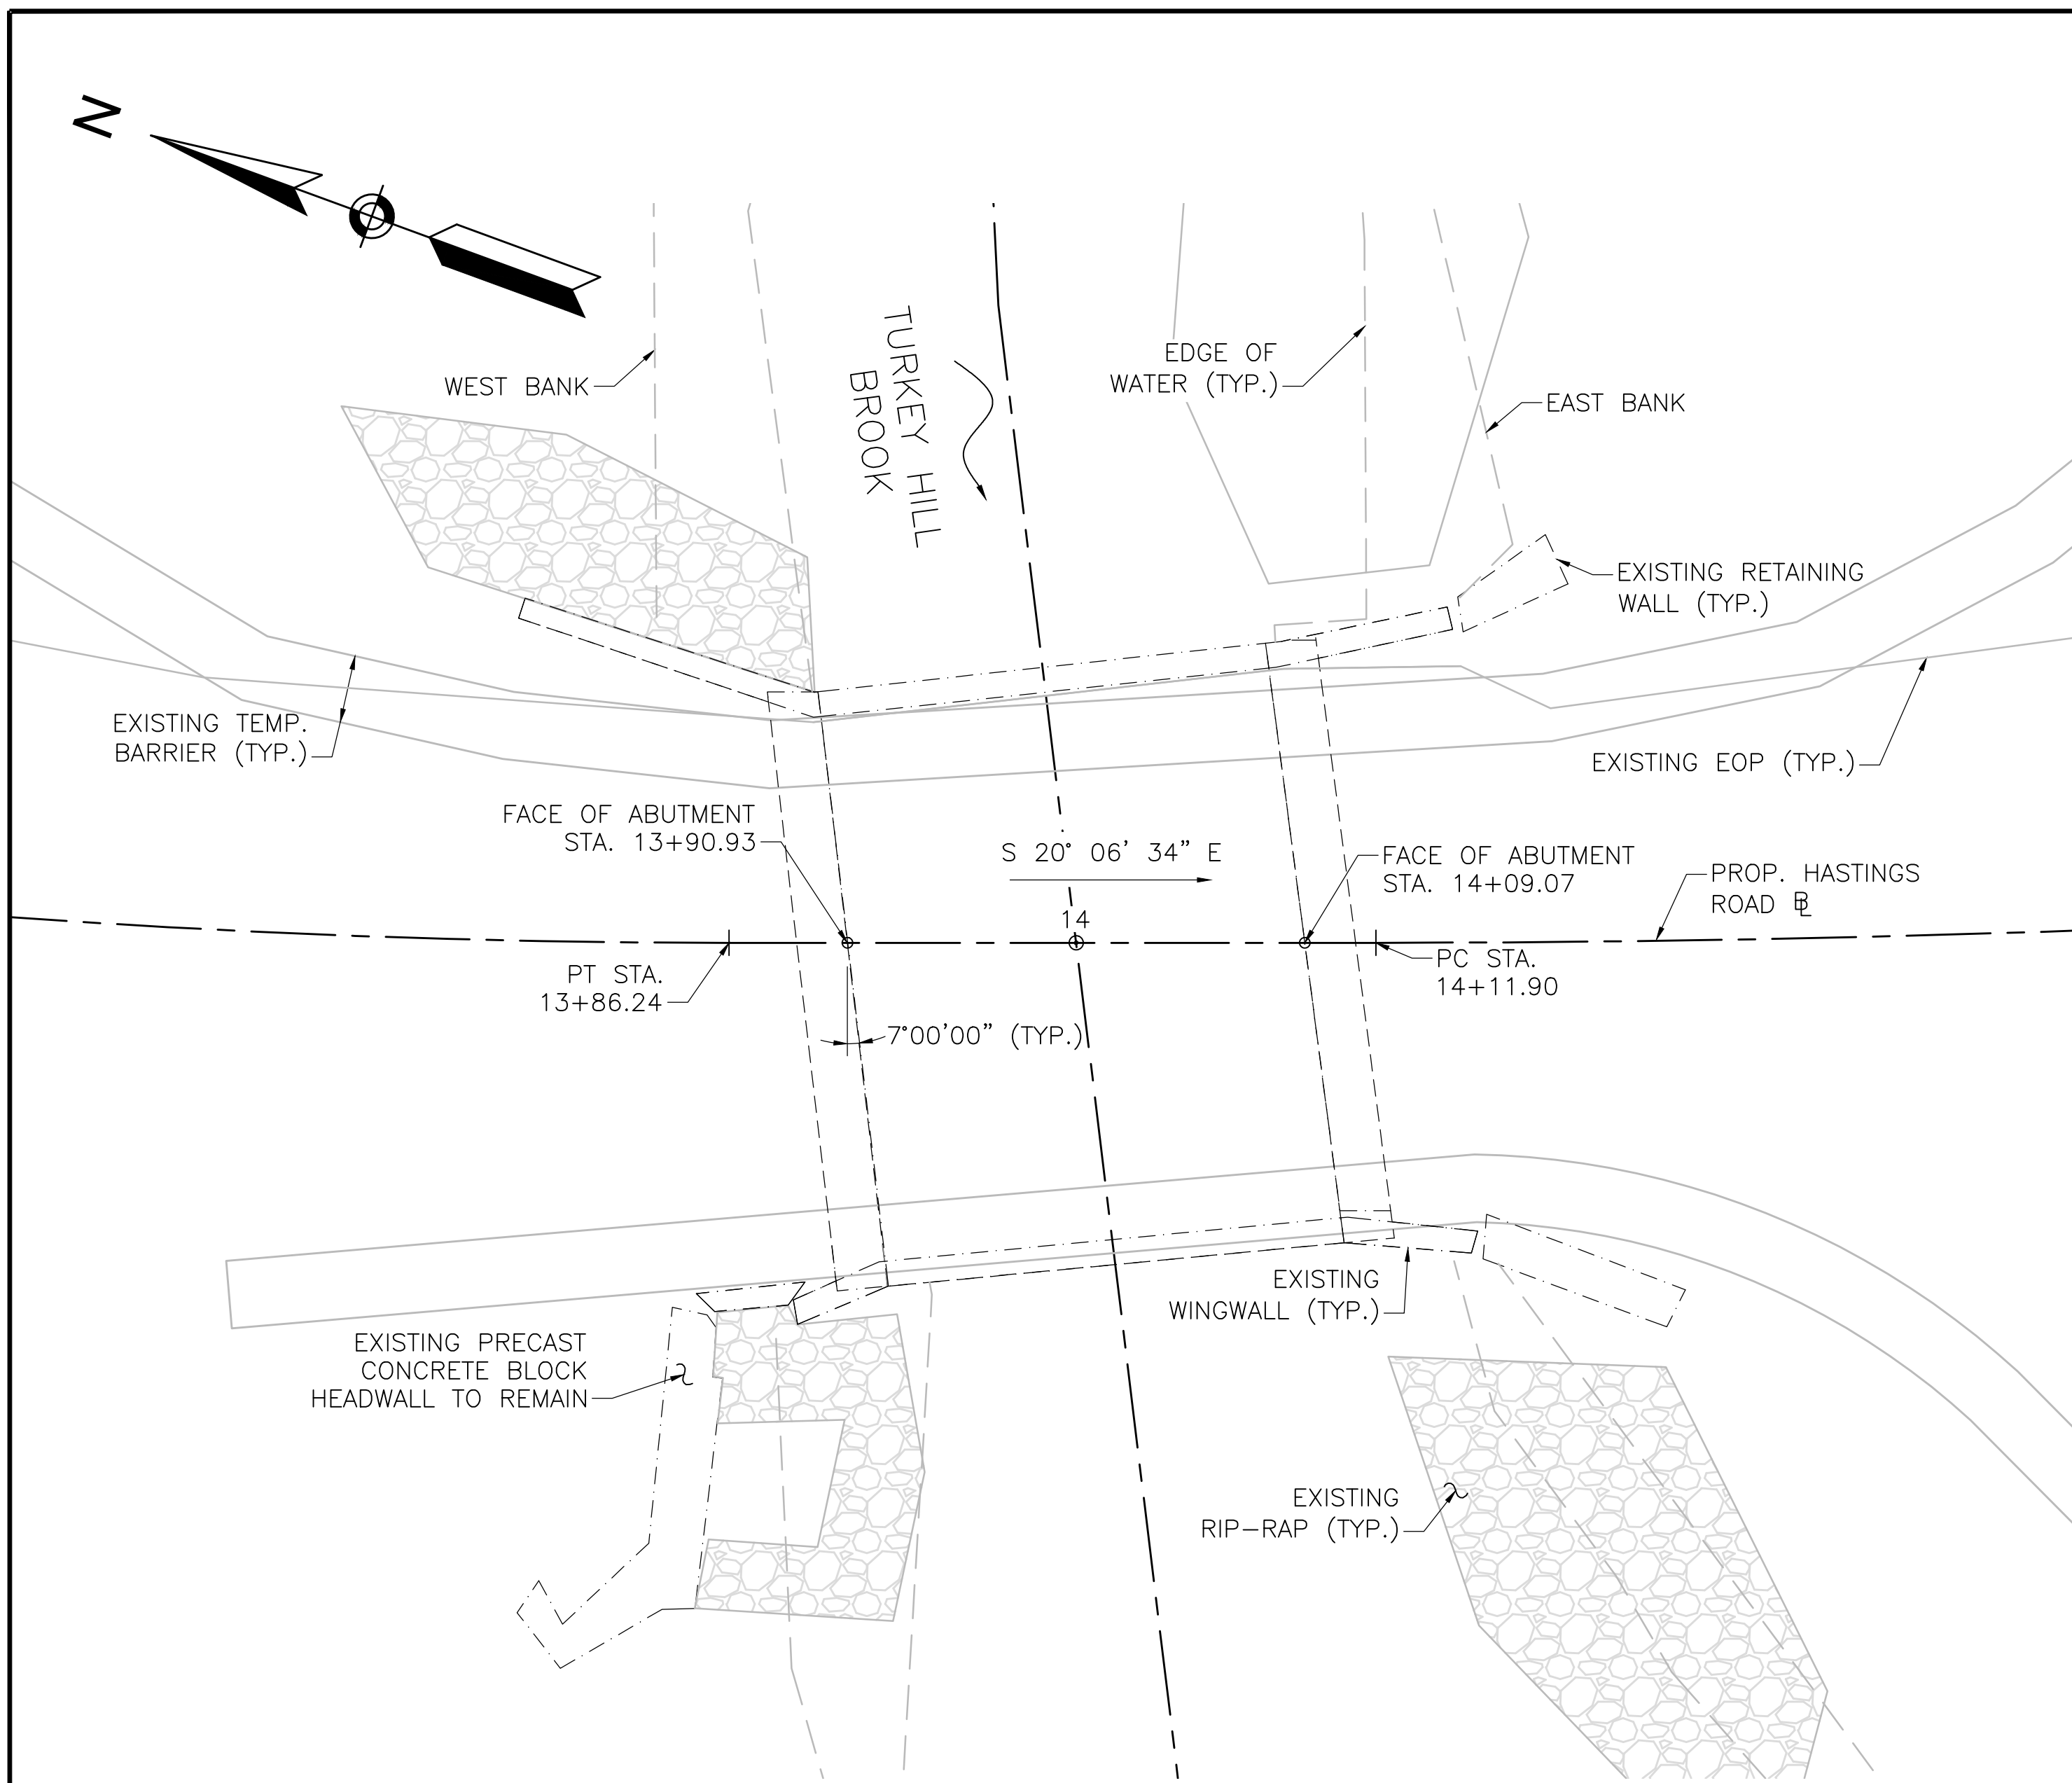 N
TURKEY HILL
BROOK
WEST BANK
EDGE OF
WATER (TYP.)
EAST BANK
EXISTING RETAINING
WALL (TYP.)
EXISTING TEMP.
BARRIER (TYP.)
EXISTING EOP (TYP.)
FACE OF ABUTMENT
STA. 13+90.93
S 20° 06' 34" E
FACE OF ABUTMENT
STA. 14+09.07
PROP. HASTINGS
ROAD BL
14
PT STA.
13+86.24
PC STA.
14+11.90
7°00'00" (TYP.)
EXISTING
WINGWALL (TYP.)
EXISTING PRECAST
CONCRETE BLOCK
HEADWALL TO REMAIN
EXISTING
RIP-RAP (TYP.)